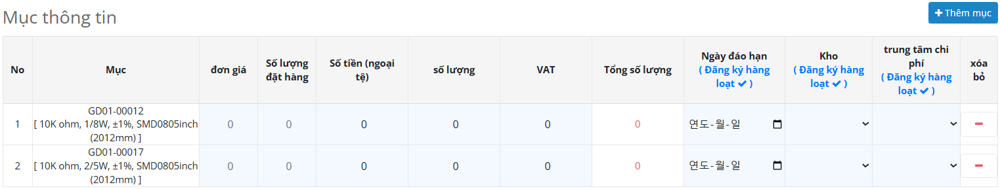 Mục thông tin
Thêm mục
No
Mục
đơn giá
Số lượng
đặt hàng
Số tiền (ngoại
tệ)
số lượng
VAT
Tổng số lượng
Ngày đáo hạn
( Đăng ký hàng
loạt ✔ )
Kho
( Đăng ký hàng
loạt ✔ )
trung tâm chi
phí
( Đăng ký hàng
loạt ✔ )
xóa
bỏ
1
GD01-00012
[ 10K ohm, 1/8W, ±1%, SMD0805inch
(2012mm) ]
0
0
0
0
0
0
연도-월-일
2
GD01-00017
[ 10K ohm, 2/5W, ±1%, SMD0805inch
(2012mm) ]
0
0
0
0
0
0
연도-월-일